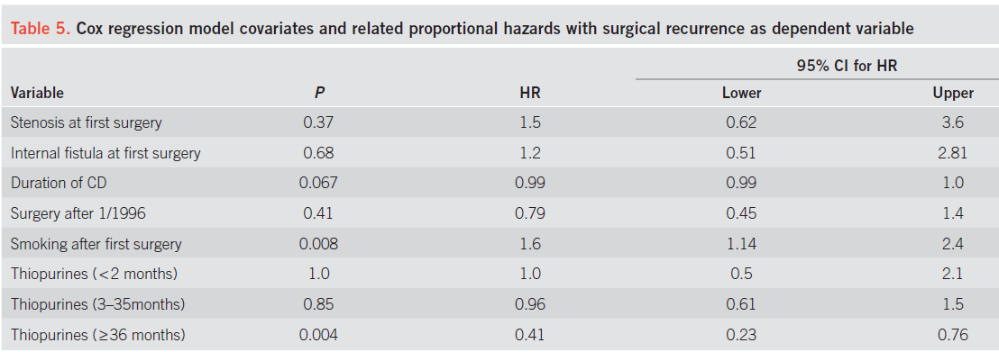 Table 5. Cox regression model covariates and related proportional hazards with surgical recurrence as dependent variable
95% CI for HR
Variable P HR Lower Upper
Stenosis at first surgery 0.37 1.5 0.62 3.6
Internal fistula at first surgery 0.68 1.2 0.51 2.81
Duration of CD 0.067 0.99 0.99 1.0
Surgery after 1/1996 0.41 0.79 0.45 1.4
Smoking after first surgery 0.008 1.6 1.14 2.4
Thiopurines (<2 months) 1.0 1.0 0.5 2.1
Thiopurines (3–35months) 0.85 0.96 0.61 1.5
Thiopurines (≥36 months) 0.004 0.41 0.23 0.76